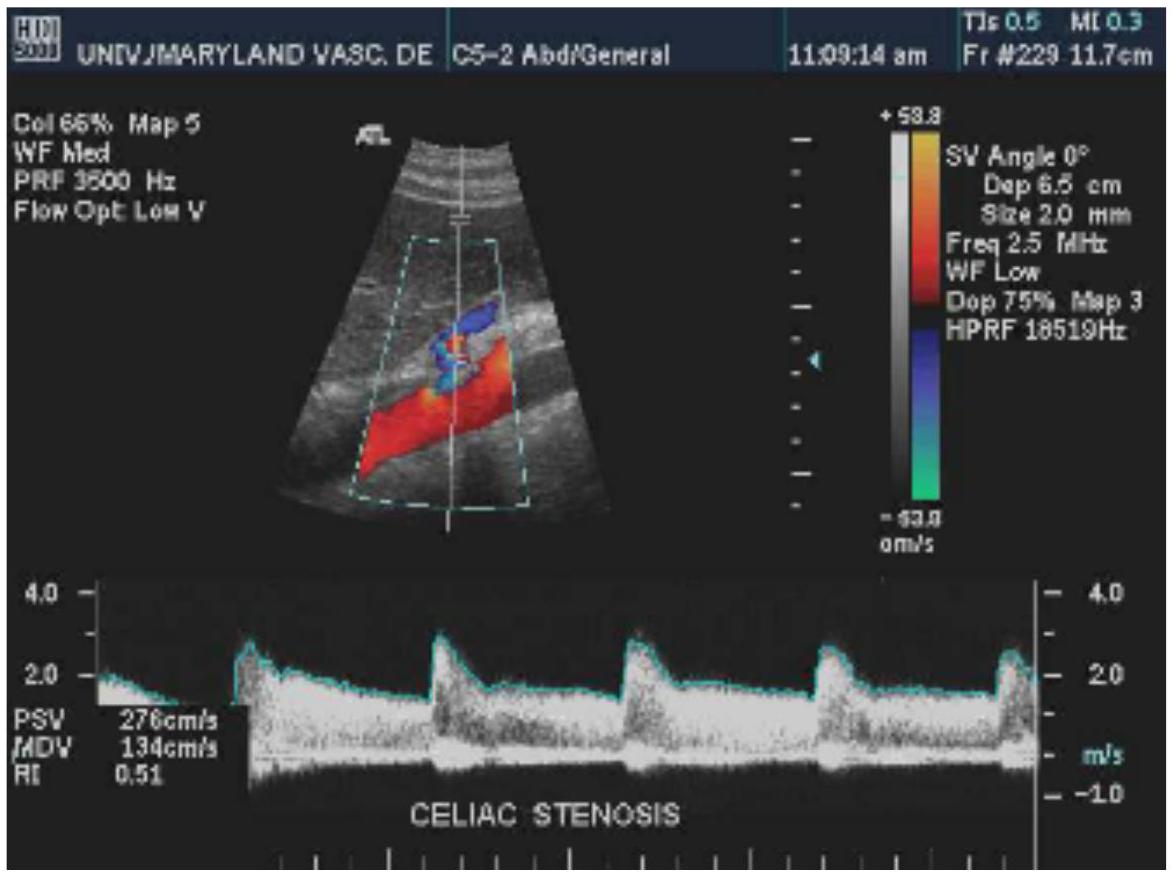 HDI
5000
UNIV./MARYLAND VASC. DE C5-2 Abd/General 11:09:14 am TIs 0.5 MI 0.3
Fr #229 11.7cm
Col 66% Map 5
WF Med
PRF 3500 Hz
Flow Opt: Low V
ATL
+ 53.8
SV Angle 0°
Dep 6.5 cm
Size 2.0 mm
Freq 2.5 MHz
WF Low
Dop 75% Map 3
HPRF 18519Hz
- 53.8
cm/s
4.0 4.0
2.0 2.0
PSV 276cm/s
MDV 134cm/s
RI 0.51
m/s
-1.0
CELIAC STENOSIS